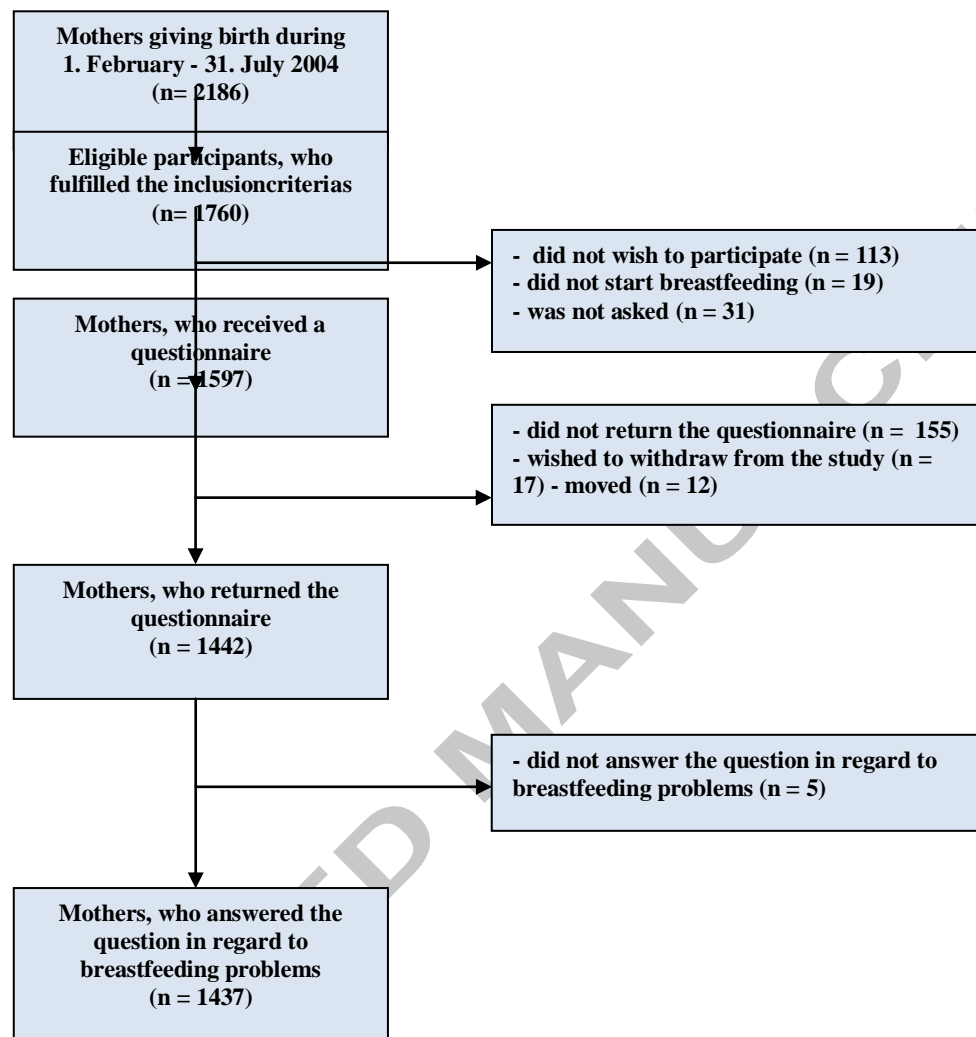 Mothers giving birth during
1. February - 31. July 2004
(n= 2186)
Eligible participants, who
fulfilled the inclusioncriterias
(n= 1760)
- did not wish to participate (n = 113)
- did not start breastfeeding (n = 19)
- was not asked (n = 31)
Mothers, who received a
questionnaire
(n = 1597)
- did not return the questionnaire (n = 155)
- wished to withdraw from the study (n =
17) - moved (n = 12)
Mothers, who returned the
questionnaire
(n = 1442)
- did not answer the question in regard to
breastfeeding problems (n = 5)
Mothers, who answered the
question in regard to
breastfeeding problems
(n = 1437)